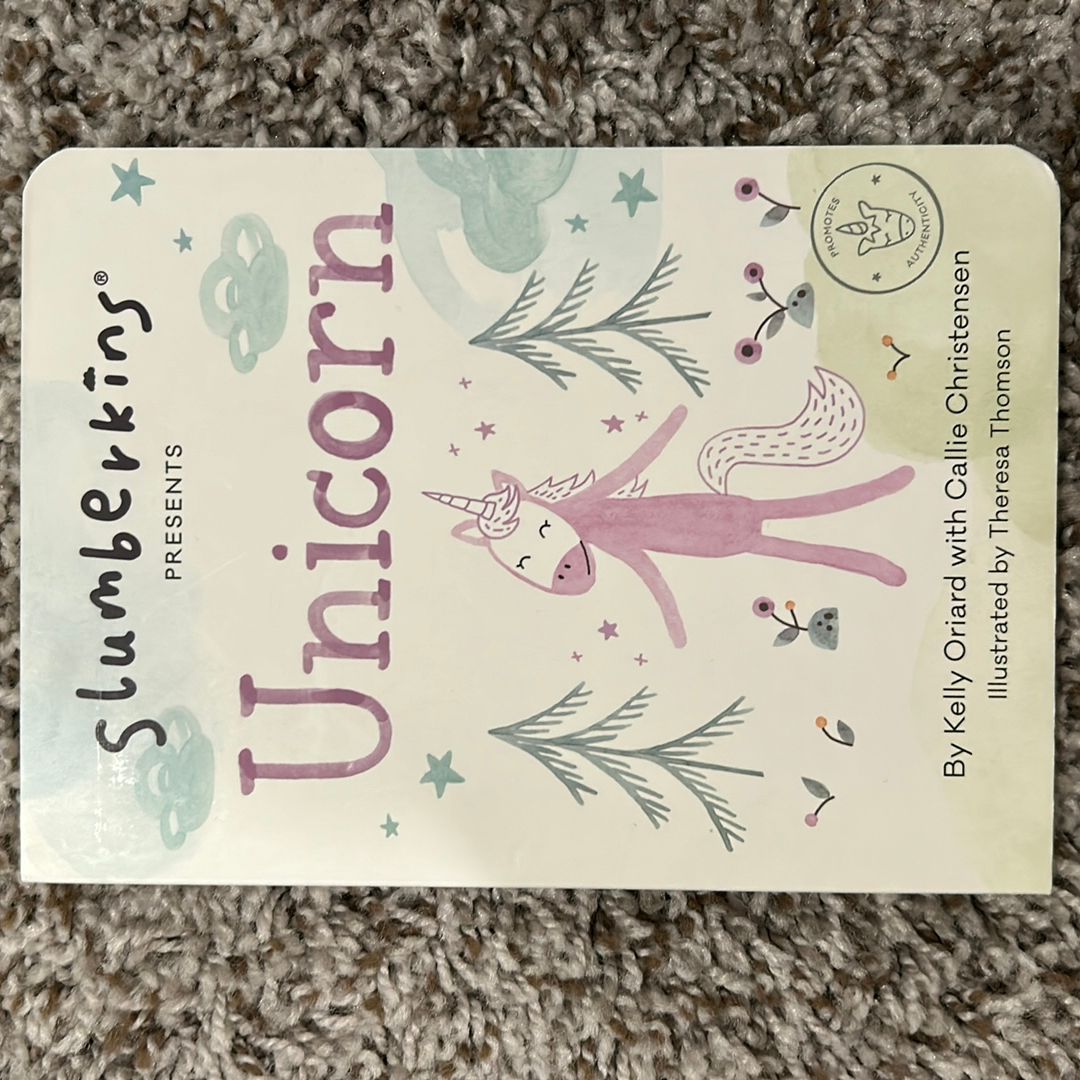 slumberkins®
PRESENTS
Unicorn
PROMOTES
AUTHENTICITY
By Kelly Oriard with Callie Christensen
Illustrated by Theresa Thomson